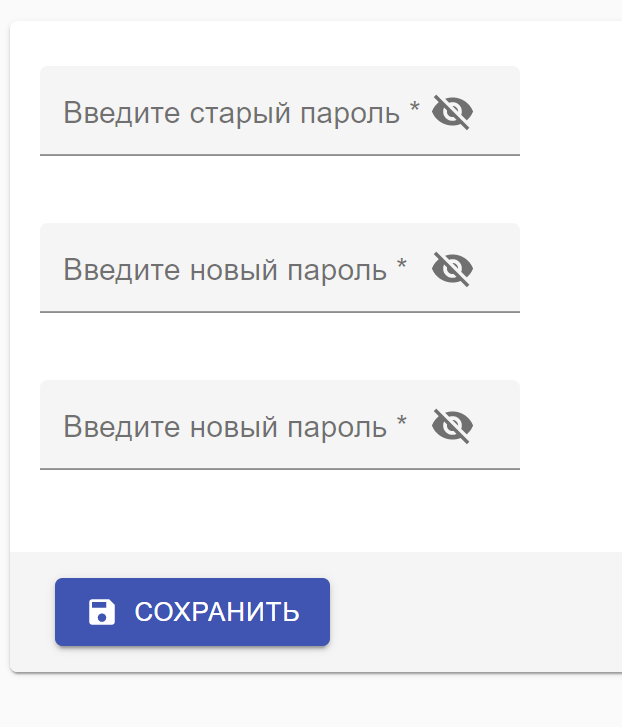 Введите старый пароль *
Введите новый пароль *
Введите новый пароль *
СОХРАНИТЬ